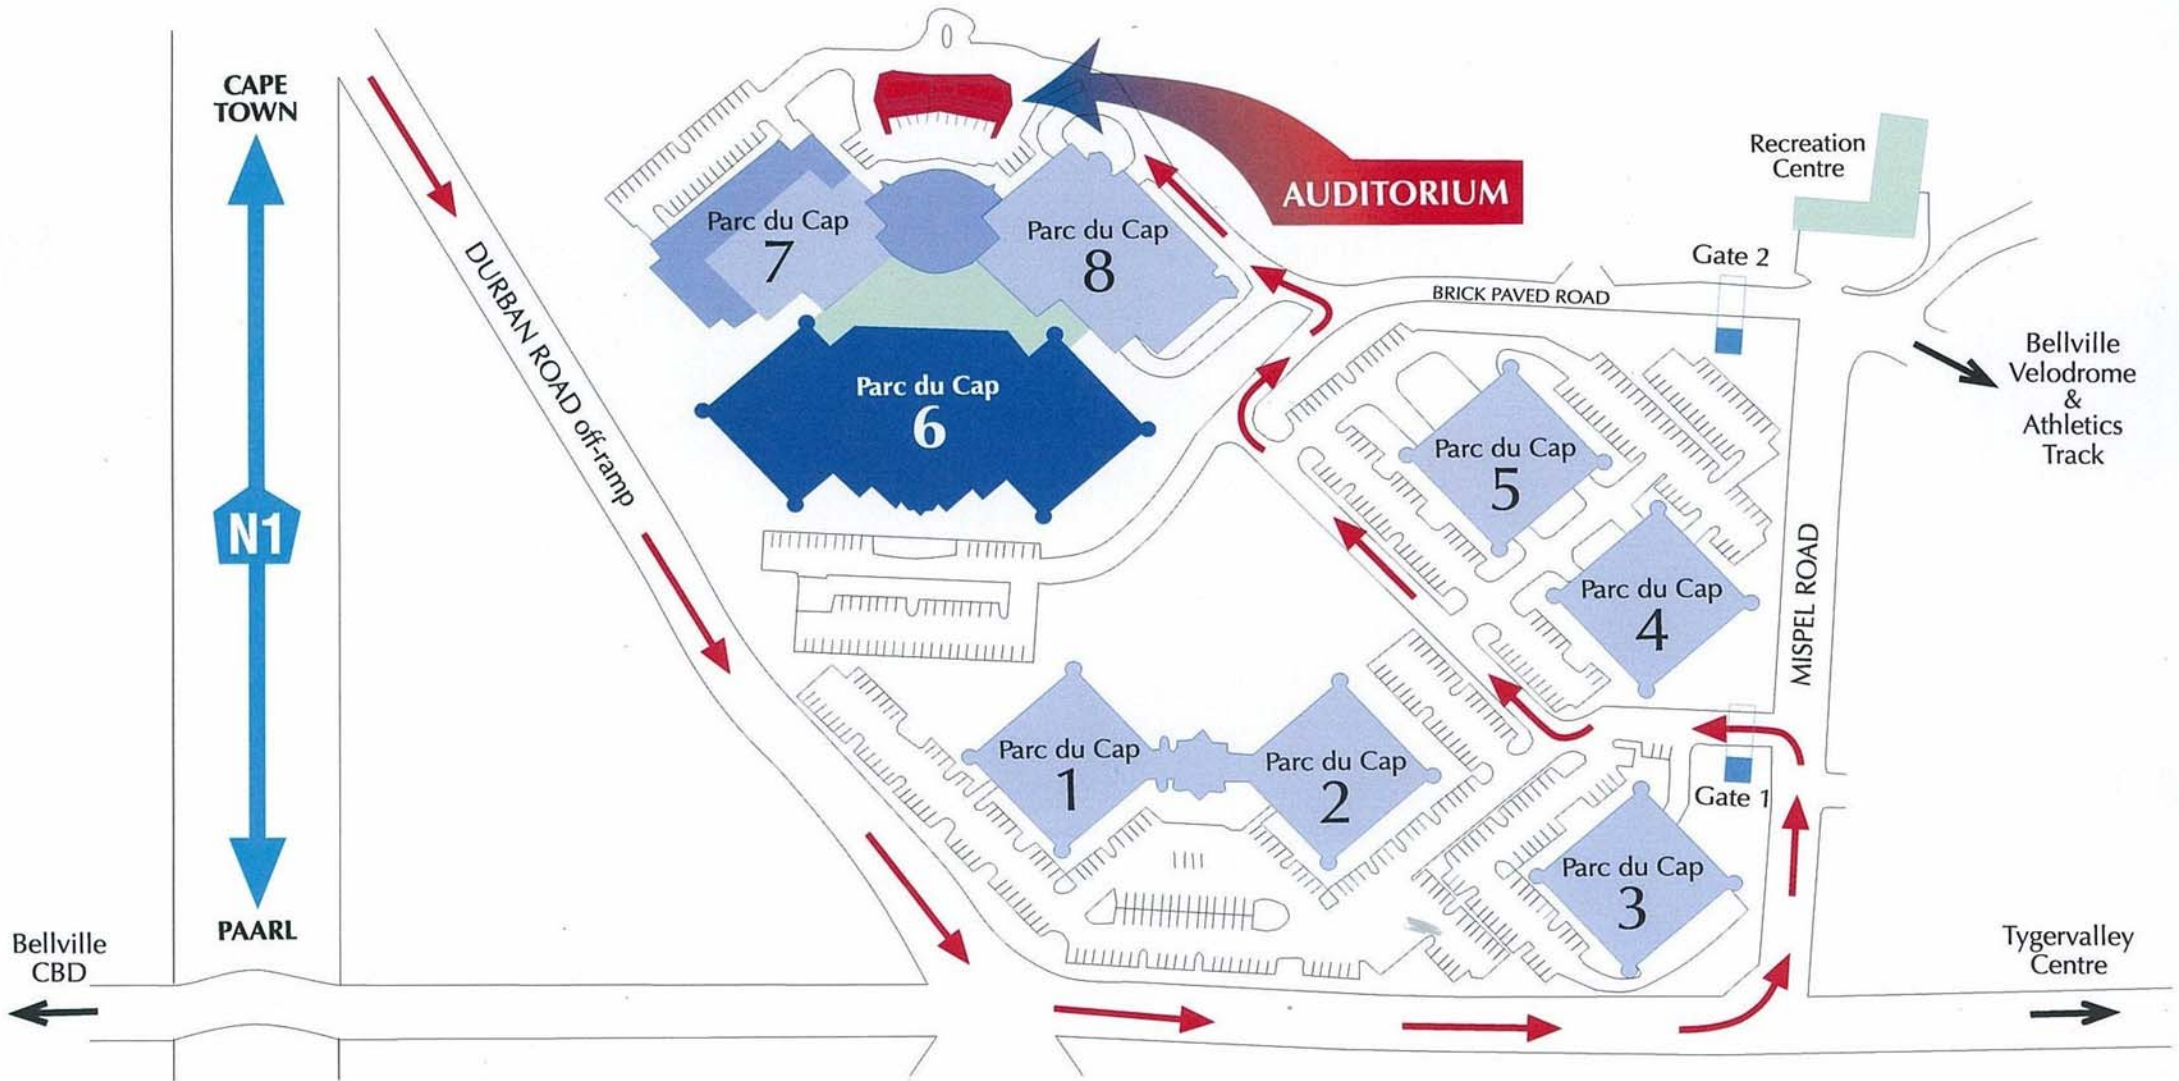 CAPE
TOWN
N1
PAARL
Bellville
CBD
DURBAN ROAD off-ramp
Parc du Cap
7
Parc du Cap
8
Parc du Cap
6
AUDITORIUM
Recreation
Centre
Gate 2
BRICK PAVED ROAD
Bellville
Velodrome
&
Athletics
Track
Parc du Cap
5
Parc du Cap
4
MISPEL ROAD
Parc du Cap
1
Parc du Cap
2
Gate 1
Parc du Cap
3
Tygervalley
Centre